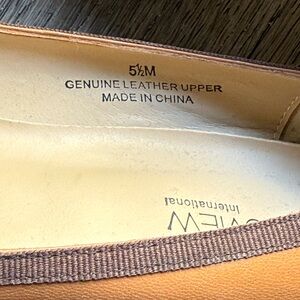 5½M
GENUINE LEATHER UPPER
MADE IN CHINA
International